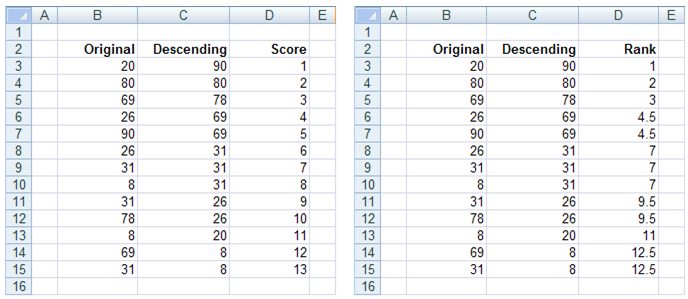 A B C D E A B C D E
1 1
2 Original Descending Score 2 Original Descending Rank
3 20 90 1 3 20 90 1
4 80 80 2 4 80 80 2
5 69 78 3 5 69 78 3
6 26 69 4 6 26 69 4.5
7 90 69 5 7 90 69 4.5
8 26 31 6 8 26 31 7
9 31 31 7 9 31 31 7
10 8 31 8 10 8 31 7
11 31 26 9 11 31 26 9.5
12 78 26 10 12 78 26 9.5
13 8 20 11 13 8 20 11
14 69 8 12 14 69 8 12.5
15 31 8 13 15 31 8 12.5
16 16